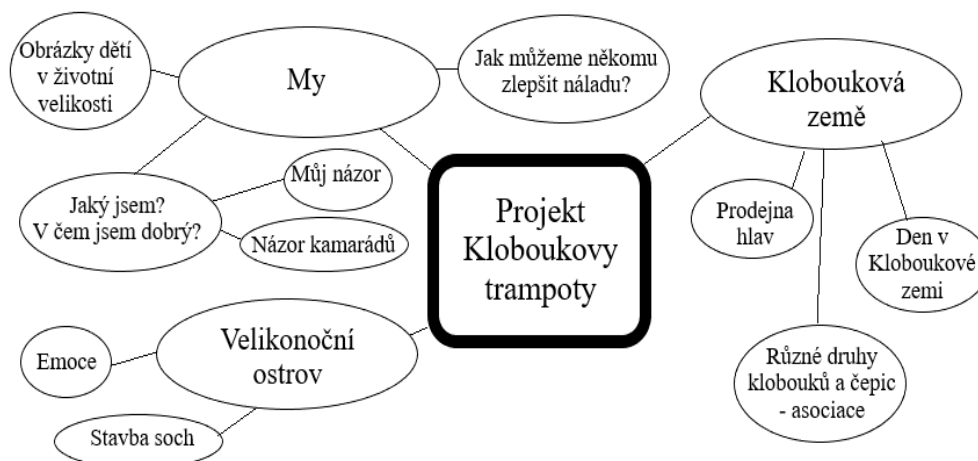 Obrázky dětí
v životní
velikosti
My
Jak můžeme někomu
zlepšit náladu?
Klobouková
země
Jaký jsem?
V čem jsem dobrý?
Můj názor
Názor kamarádů
Projekt
Kloboukovy
trampoty
Prodejna
hlav
Den v
Kloboukové
zemi
Velikonoční
ostrov
Emoce
Stavba soch
Různé druhy
klobouků a čepic
- asociace